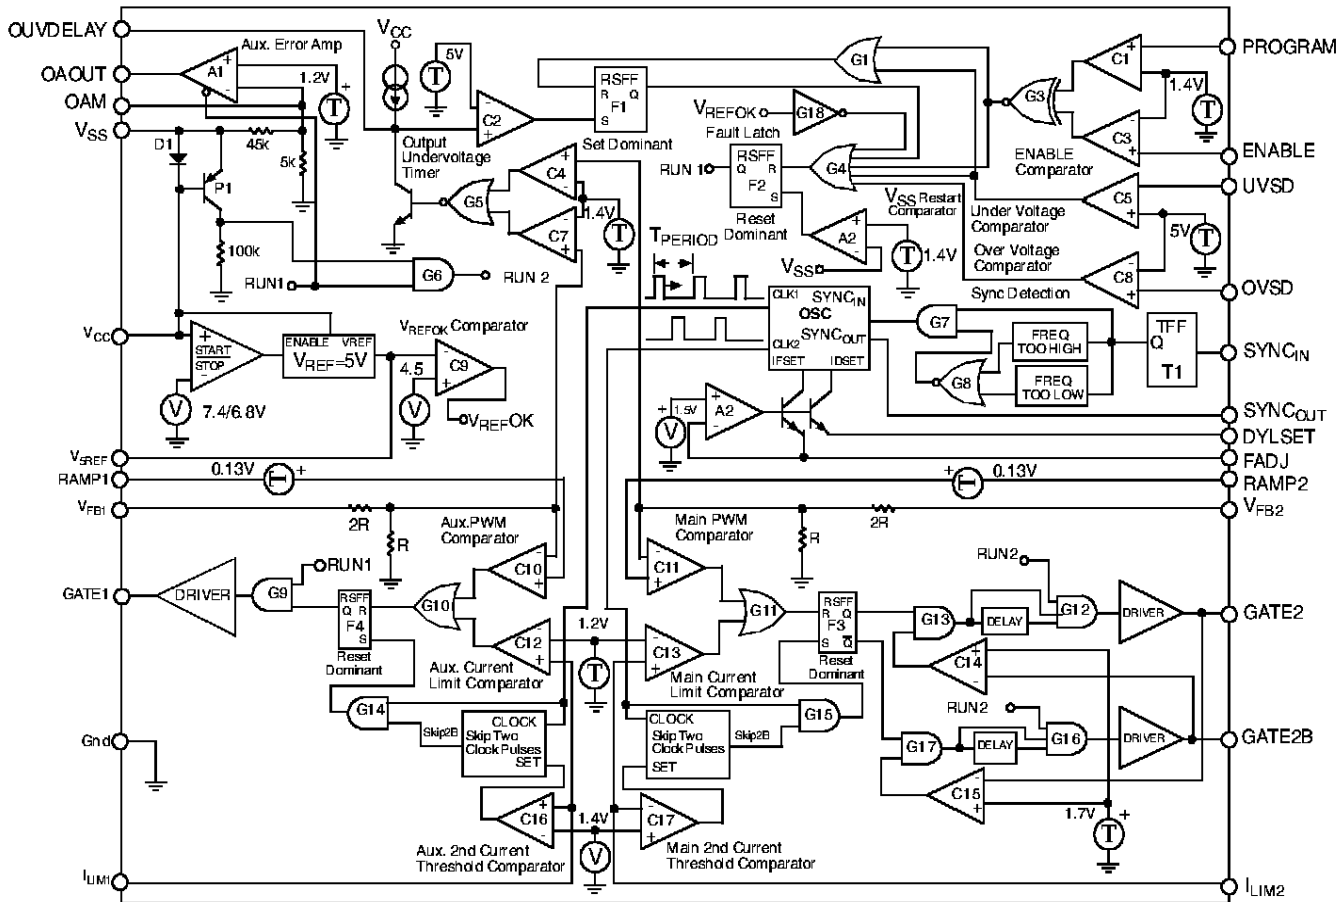 OUVDELAY
OAOUT
OAM
VSS
VCC
V5REF
RAMP1
VFB1
GATE1
Gnd
ILIM1
PROGRAM
ENABLE
UVSD
OVSD
SYNCIN
SYNCOUT
DYLSET
FADJ
RAMP2
VFB2
GATE2
GATE2B
ILIM2
Aux. Error Amp
A1
+
-
1.2V
+
T
VCC
5V
T
-
C2
+
RSFF
R Q
F1
S
Set Dominant
G1
VREFOK
G18
Fault Latch
RUN 1
RSFF
Q R
F2
S
Reset
Dominant
G4
G3
+
C1
-
1.4V
T
-
C3
+
ENABLE
Comparator
D1
45k
5k
P1
100k
Output
Undervoltage
Timer
G5
+
C4
-
1.4V
T
-
C7
+
RUN1
G6
RUN 2
VSS Restart
Comparator
+
A2
-
VSS
T
1.4V
Under Voltage
Comparator
-
C5
+
5V
T
Over Voltage
Comparator
-
C8
+
Sync Detection
TPERIOD
CLK1
SYNCIN
OSC
SYNCOUT
CLK2
IFSET
IDSET
G7
G8
FREQ
TOO HIGH
FREQ
TOO LOW
TFF
Q
T1
+
START
STOP
-
V
7.4/6.8V
ENABLE VREF
VREF=5V
VREFOK Comparator
-
C9
+
4.5
V
VREFOK
+
1.5V
V
A2
-
0.13V
T
+
+
T
0.13V
2R
R
Aux.PWM
Comparator
-
C10
+
Main PWM
Comparator
-
C11
+
2R
R
DRIVER
G9
RUN1
RSFF
Q R
F4
S
Reset
Dominant
G10
-
C12
+
Aux. Current
Limit Comparator
1.2V
T
-
C13
+
Main Current
Limit Comparator
G11
RSFF
R Q
F3
S Q
Reset
Dominant
RUN2
G13
DELAY
G12
DRIVER
+
C14
-
G14
Skip2B
CLOCK
Skip Two
Clock Pulses
SET
CLOCK
Skip Two
Clock Pulses
SET
Skip2B
G15
RUN2
G17
DELAY
G16
DRIVER
-
C15
+
1.7V
+
T
+
C16
-
1.4V
V
-
C17
+
Aux. 2nd Current
Threshold Comparator
Main 2nd Current
Threshold Comparator